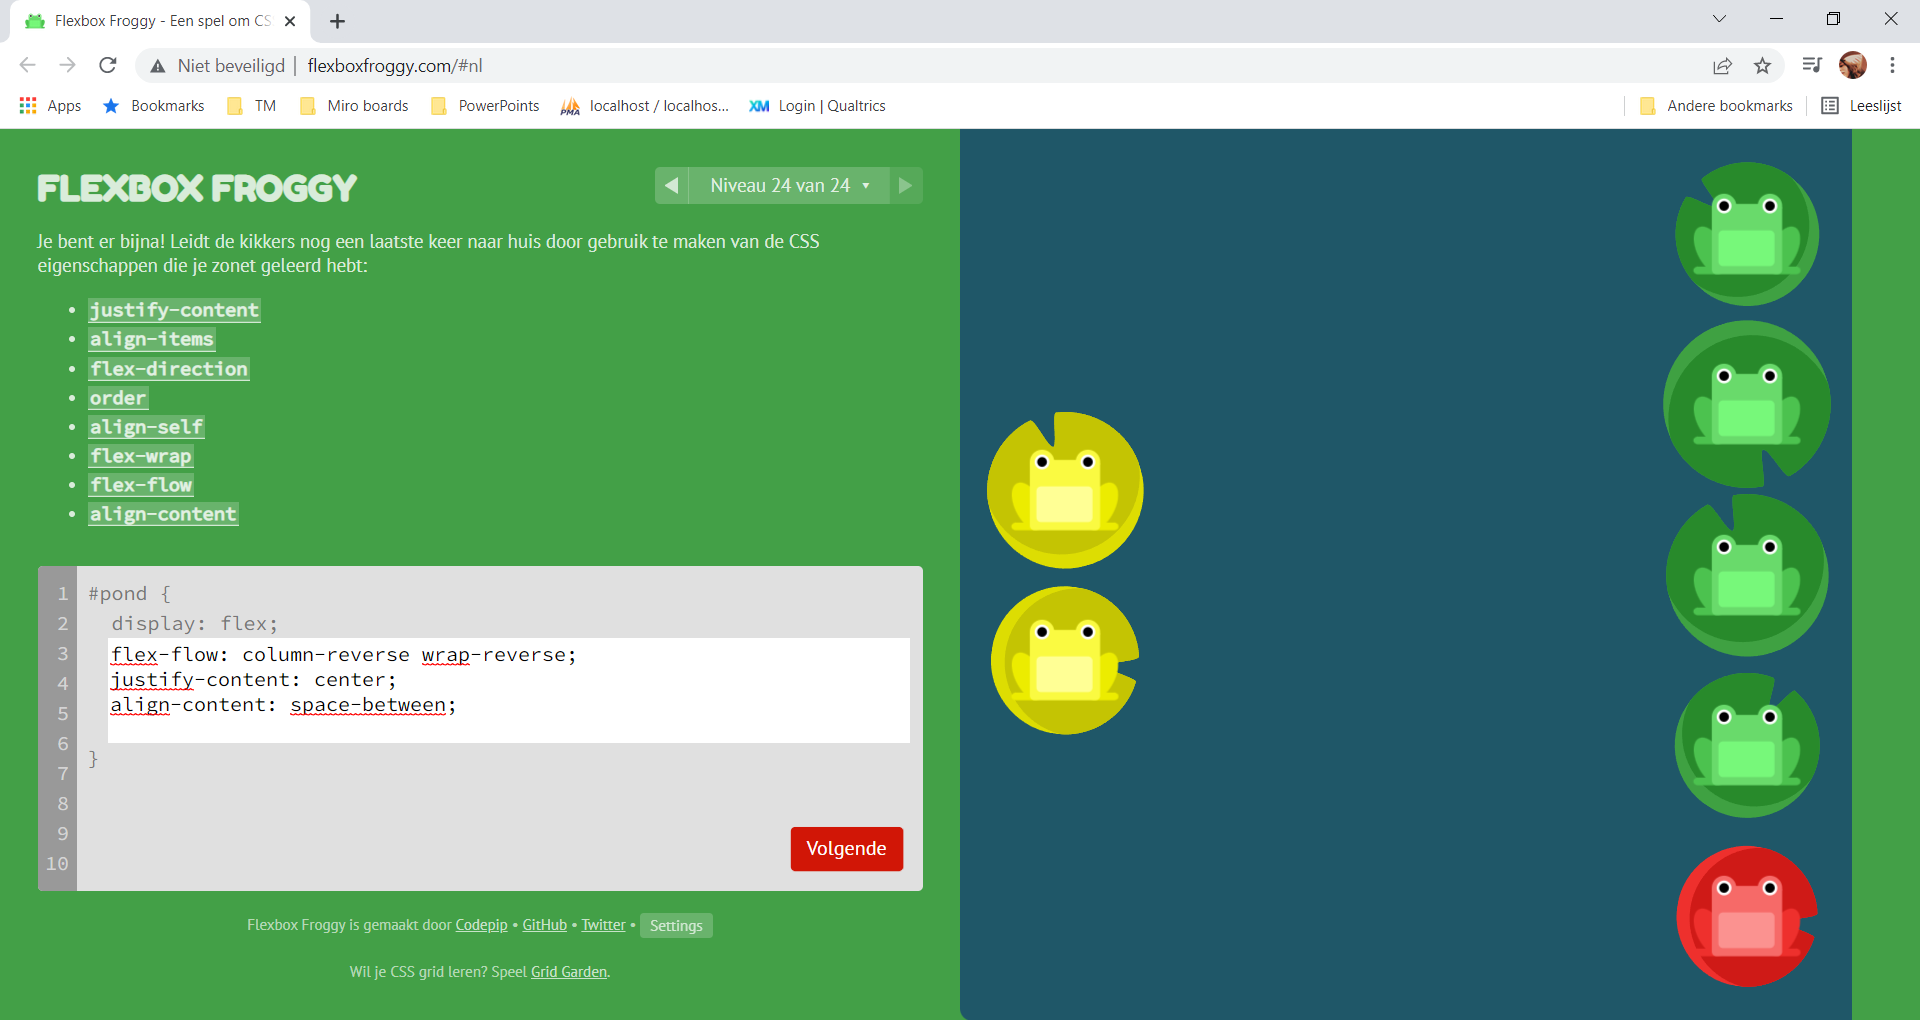 Flexbox Froggy - Een spel om CS
Niet beveiligd | flexboxfroggy.com/#nl
Apps Bookmarks TM Miro boards PowerPoints localhost / localhos... XM Login | Qualtrics Andere bookmarks Leeslijst
FLEXBOX FROGGY
Niveau 24 van 24
Je bent er bijna! Leidt de kikkers nog een laatste keer naar huis door gebruik te maken van de CSS
eigenschappen die je zonet geleerd hebt:
justify-content
align-items
flex-direction
order
align-self
flex-wrap
flex-flow
align-content
1 #pond {
2 display: flex;
3 flex-flow: column-reverse wrap-reverse;
4 justify-content: center;
5 align-content: space-between;
6
7 }
8
9
10
Volgende
Flexbox Froggy is gemaakt door Codepip • GitHub • Twitter • Settings
Wil je CSS grid leren? Speel Grid Garden.